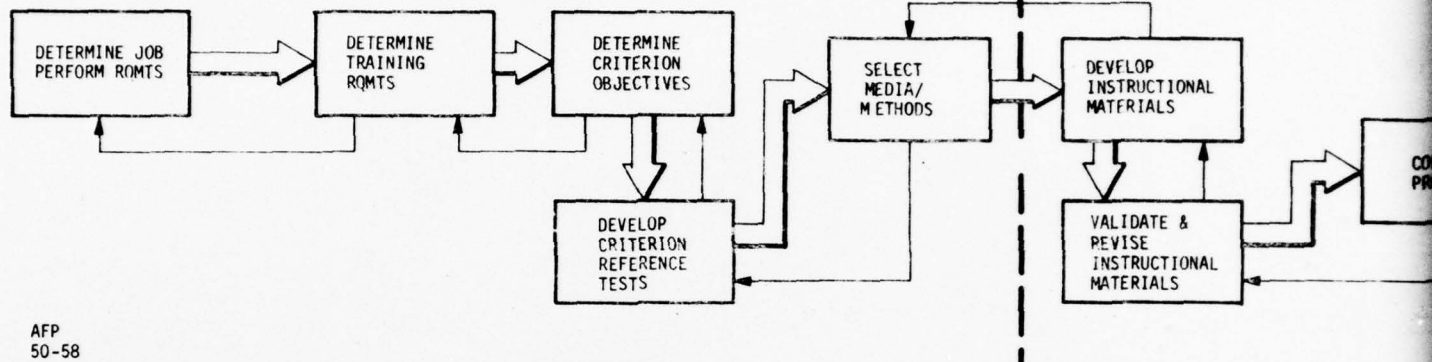 DETERMINE JOB
PERFORM RQMTS
DETERMINE
TRAINING
RQMTS
DETERMINE
CRITERION
OBJECTIVES
DEVELOP
CRITERION
REFERENCE
TESTS
SELECT
MEDIA/
METHODS
DEVELOP
INSTRUCTIONAL
MATERIALS
VALIDATE &
REVISE
INSTRUCTIONAL
MATERIALS
AFP
50-58